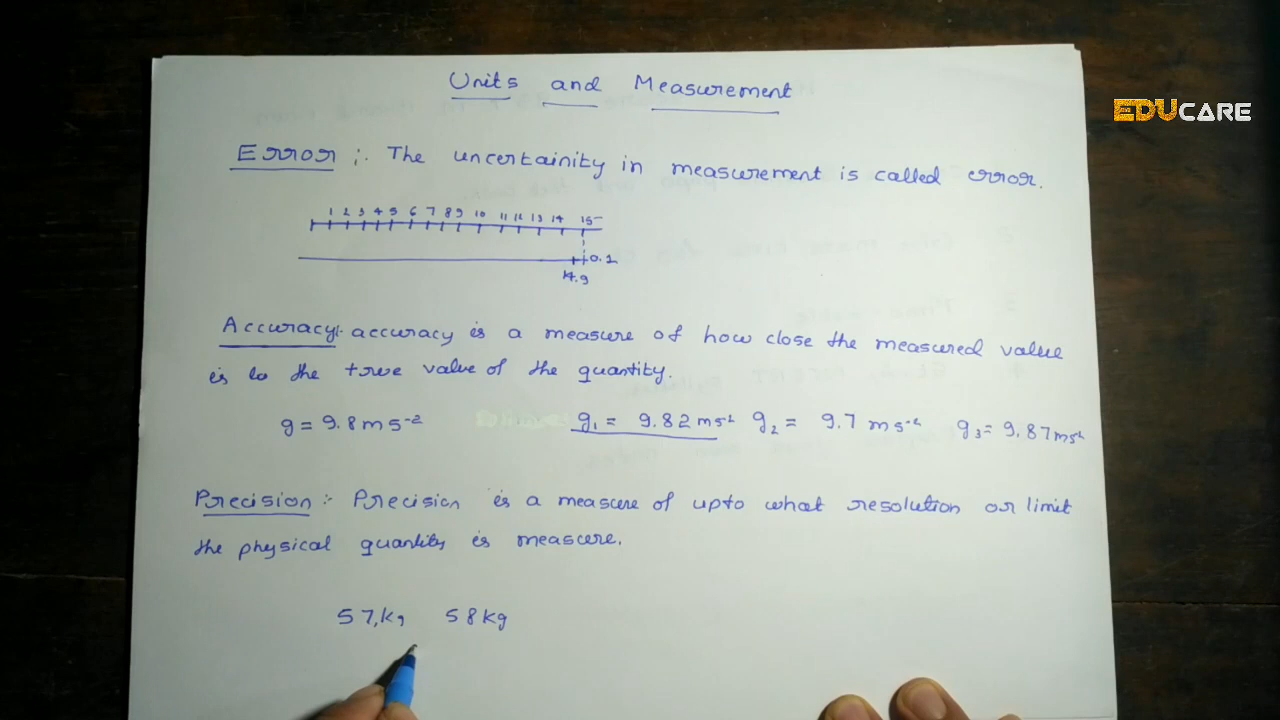 Units and Measurement
EDUCARE
Error :. The uncertainity in measurement is called error.
1 2 3 4 5 6 7 8 9 10 11 12 13 14 15
0.1
14.9
Accuracy:. accuracy is a measure of how close the measured value
is to the true value of the quantity.
g = 9.8 m s⁻² g₁ = 9.82 ms⁻² g₂ = 9.7 ms⁻² g₃ = 9.87 ms⁻²
Precision :. Precision is a measure of upto what resolution or limit
the physical quantity is measure.
57,kg 58kg